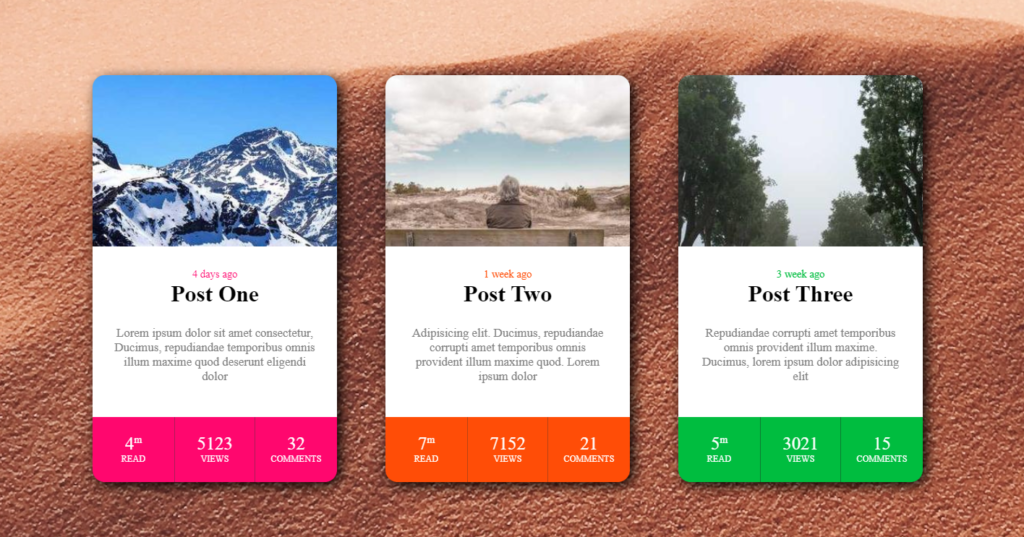 4 days ago
Post One
Lorem ipsum dolor sit amet consectetur,
Ducimus, repudiandae temporibus omnis
illum maxime quod deserunt eligendi
dolor
4m
READ
5123
VIEWS
32
COMMENTS
1 week ago
Post Two
Adipisicing elit. Ducimus, repudiandae
corrupti amet temporibus omnis
provident illum maxime quod. Lorem
ipsum dolor
7m
READ
7152
VIEWS
21
COMMENTS
3 week ago
Post Three
Repudiandae corrupti amet temporibus
omnis provident illum maxime.
Ducimus, lorem ipsum dolor adipisicing
elit
5m
READ
3021
VIEWS
15
COMMENTS